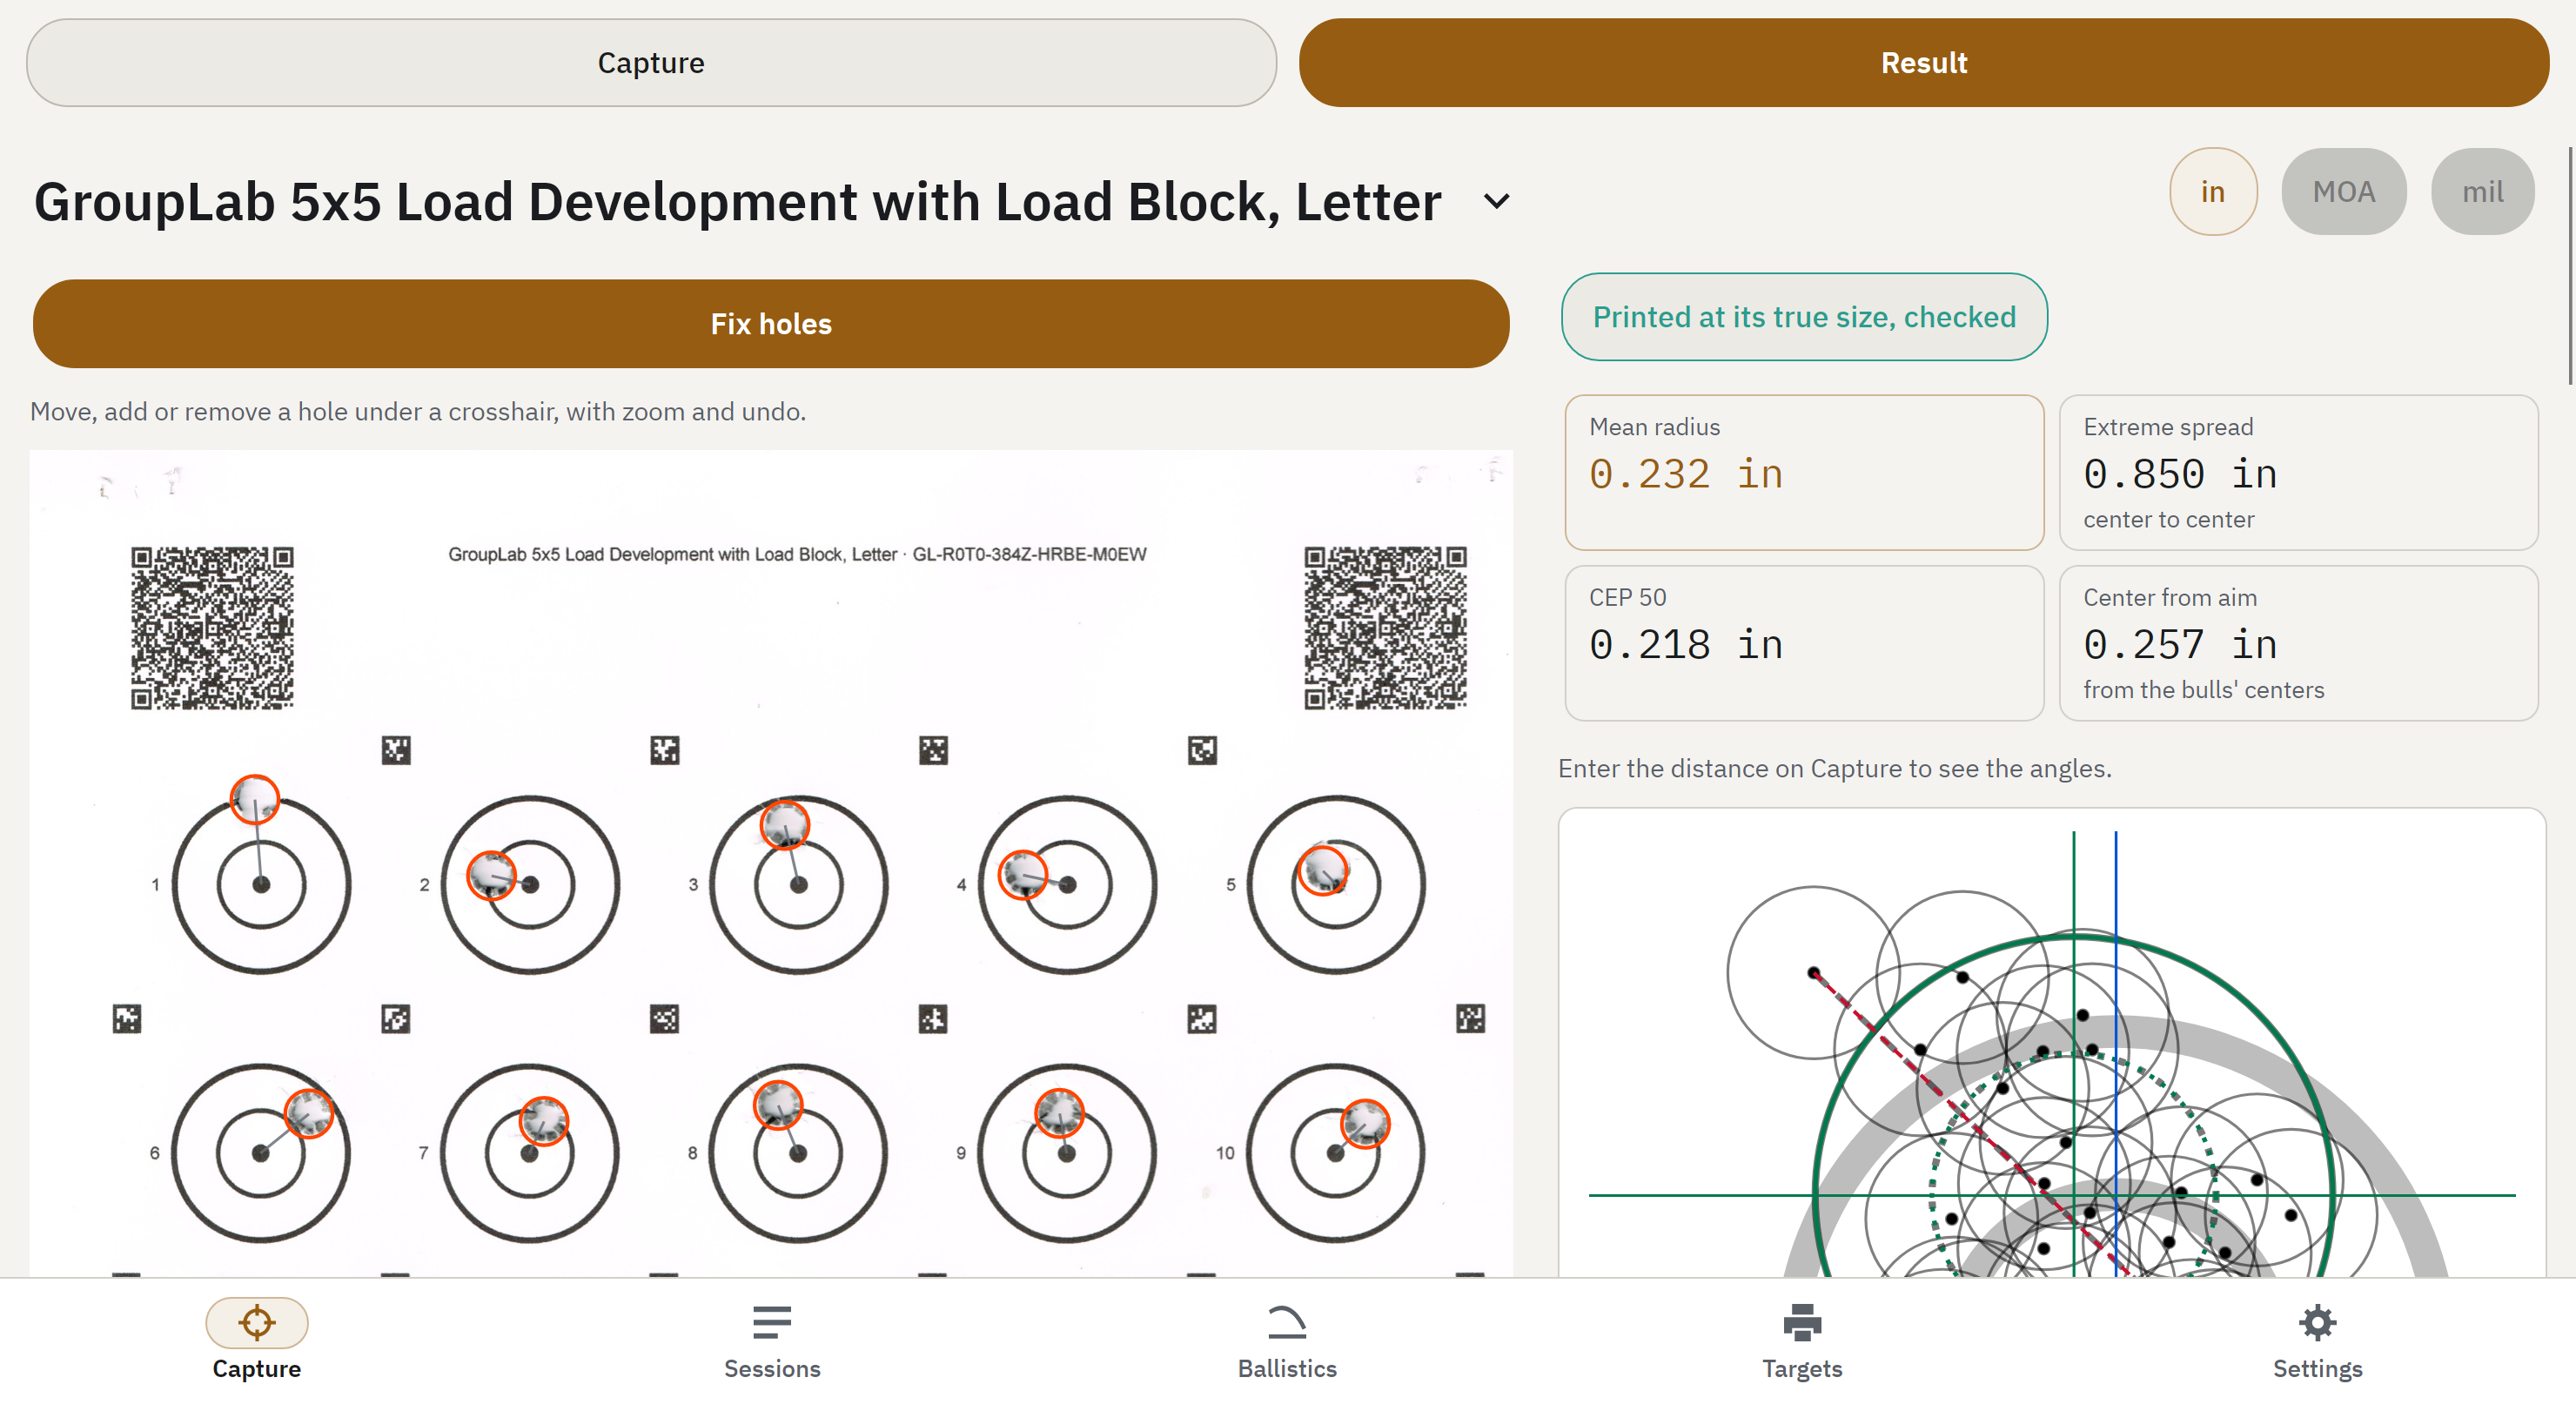 Capture
Result
GroupLab 5x5 Load Development with Load Block, Letter
in
MOA
mil
Fix holes
Printed at its true size, checked
Move, add or remove a hole under a crosshair, with zoom and undo.
Mean radius
0.232 in
Extreme spread
0.850 in
center to center
CEP 50
0.218 in
Center from aim
0.257 in
from the bulls' centers
Enter the distance on Capture to see the angles.
GroupLab 5x5 Load Development with Load Block, Letter · GL-R0T0-384Z-HRBE-M0EW
1
2
3
4
5
6
7
8
9
10
Capture
Sessions
Ballistics
Targets
Settings